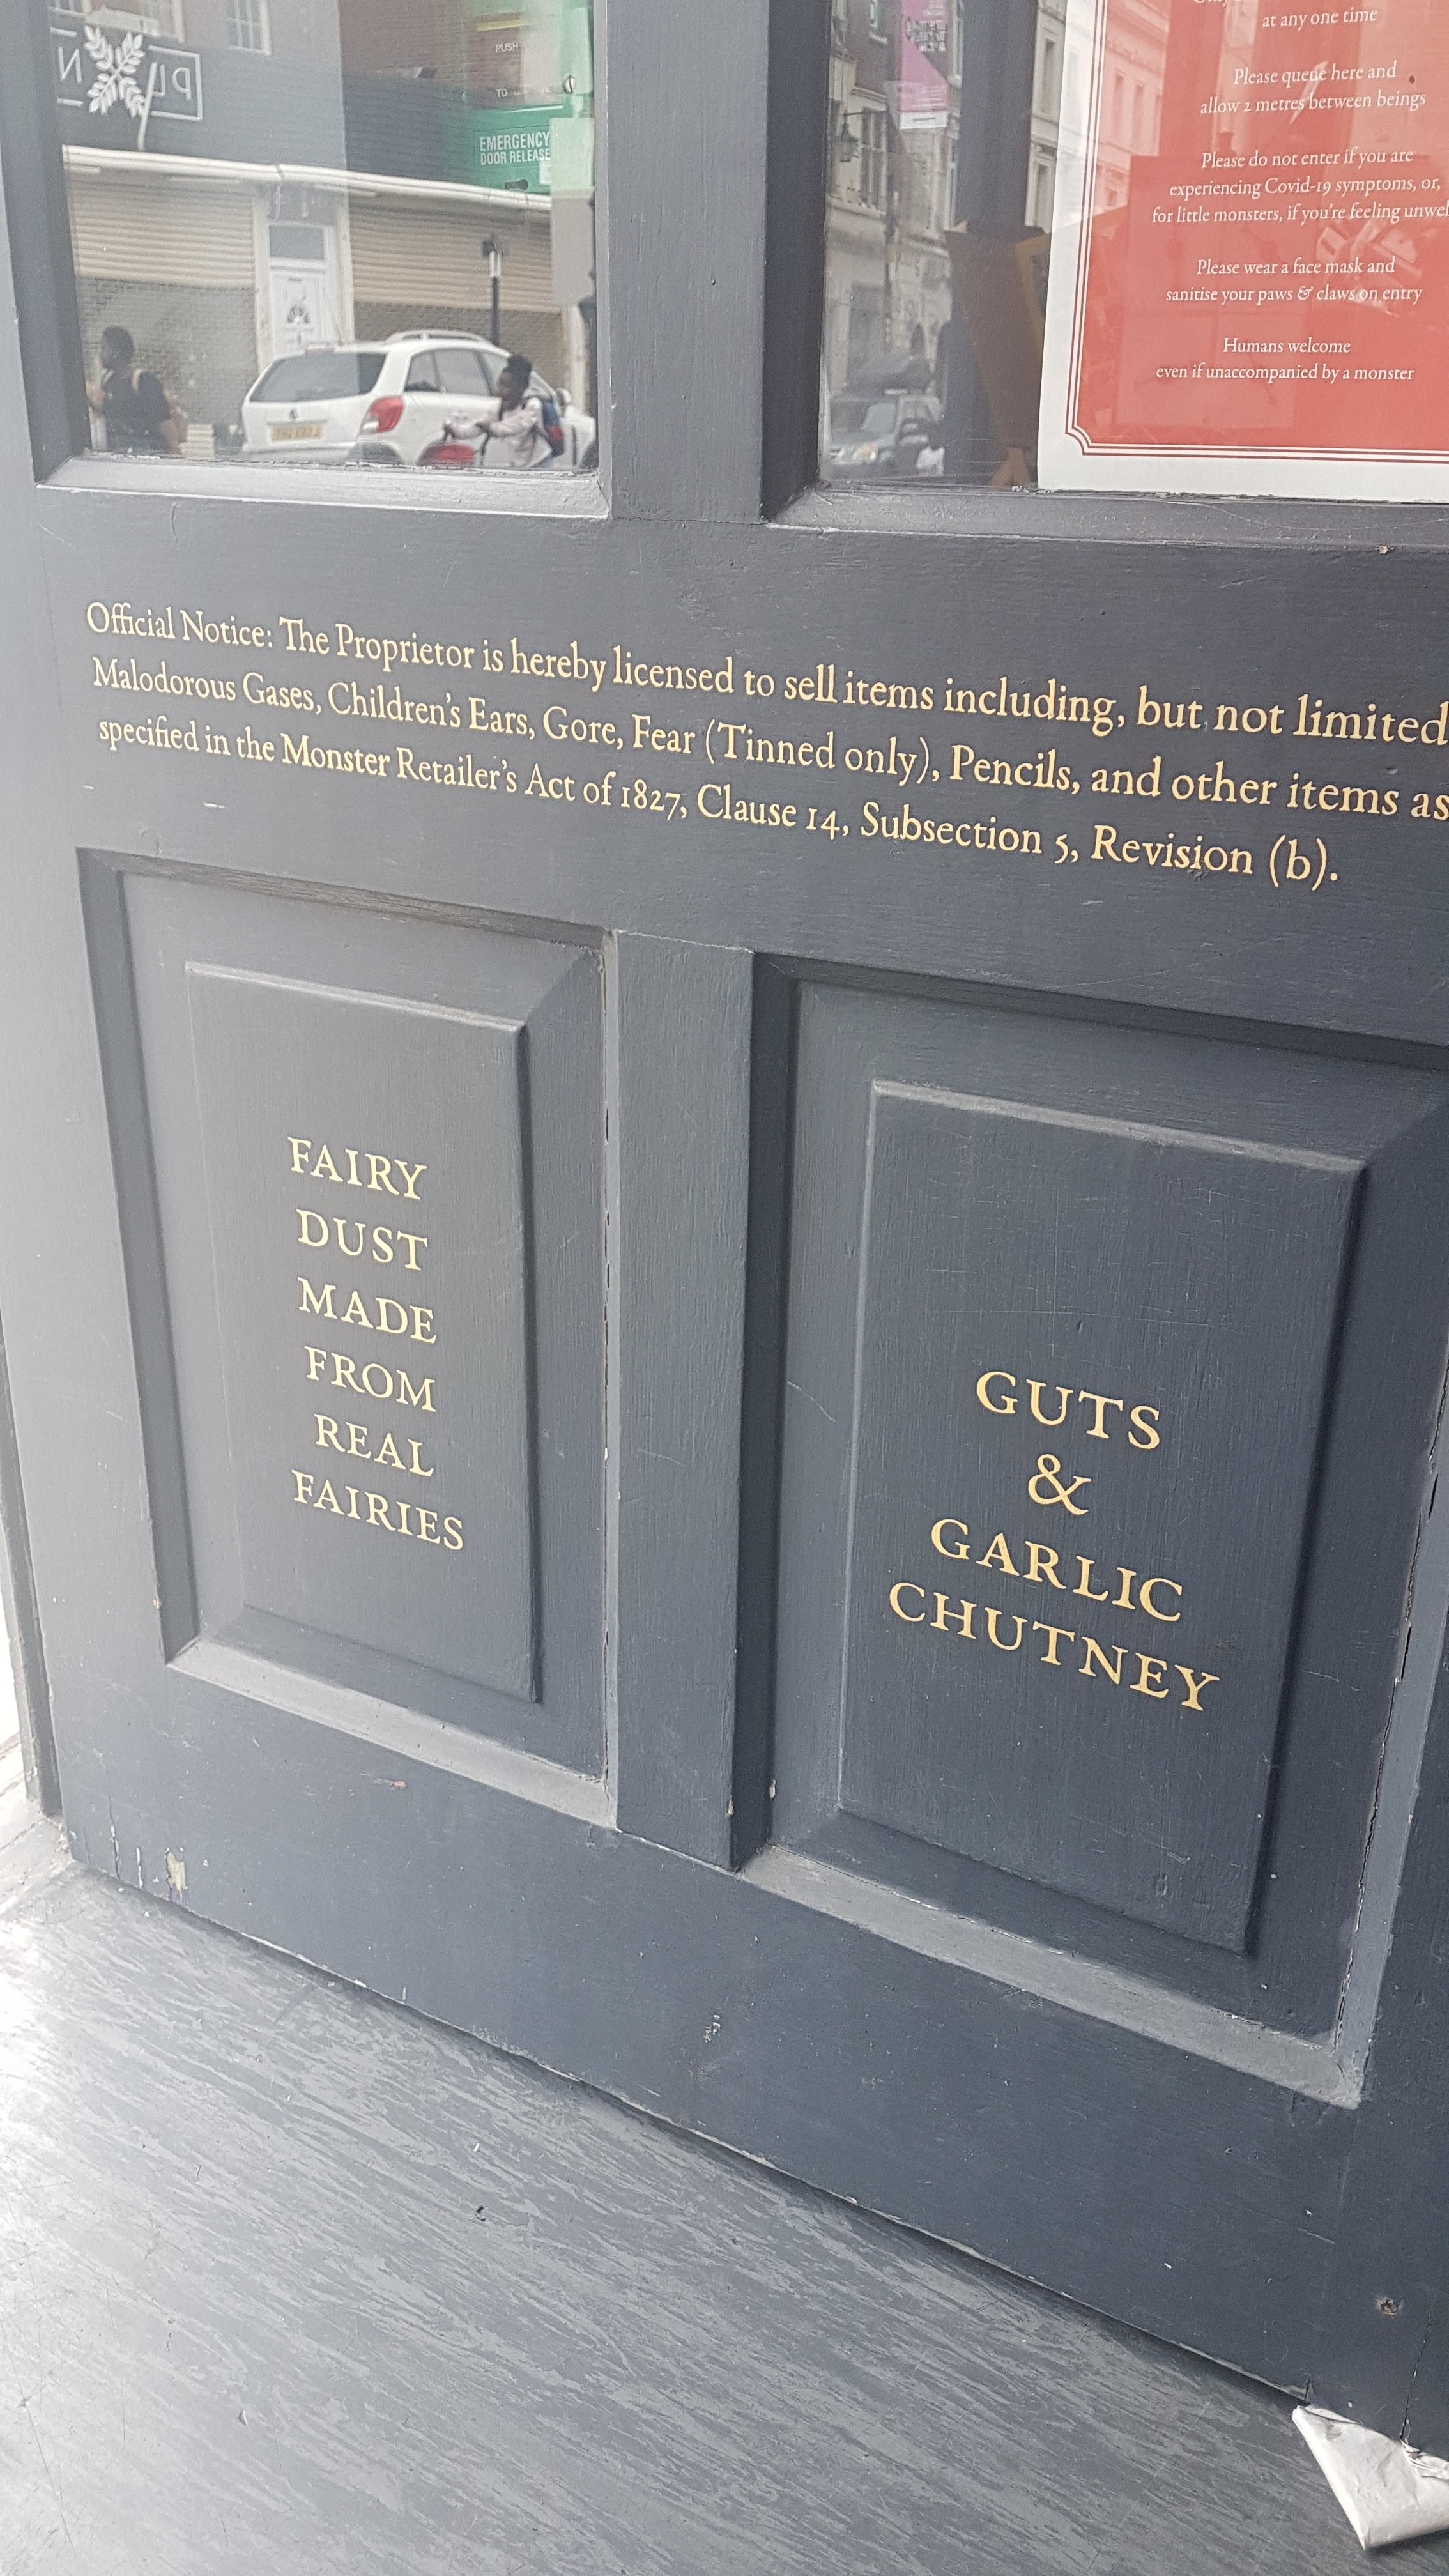 PUSH
TO
EMERGENCY
DOOR RELEASE
at any one time
Please queue here and
allow 2 metres between beings
Please do not enter if you are
experiencing Covid-19 symptoms, or,
for little monsters, if you're feeling
Please wear a face mask and
sanitise your paws & claws on entry
Humans welcome
even if unaccompanied by a monster
Official Notice: The Proprietor is hereby licensed to sell items including, but not limited
Malodorous Gases, Children's Ears, Gore, Fear (Tinned only), Pencils, and other items as
specified in the Monster Retailer's Act of 1827, Clause 14, Subsection 5, Revision (b).
FAIRY
DUST
MADE
FROM
REAL
FAIRIES
GUTS
&
GARLIC
CHUTNEY